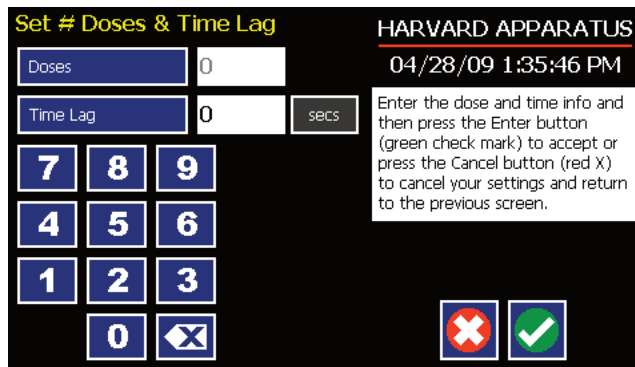 Set # Doses & Time Lag
HARVARD APPARATUS
04/28/09 1:35:46 PM
Doses
0
Time Lag
0
secs
Enter the dose and time info and
then press the Enter button
(green check mark) to accept or
press the Cancel button (red X)
to cancel your settings and return
to the previous screen.
7 8 9
4 5 6
1 2 3
0